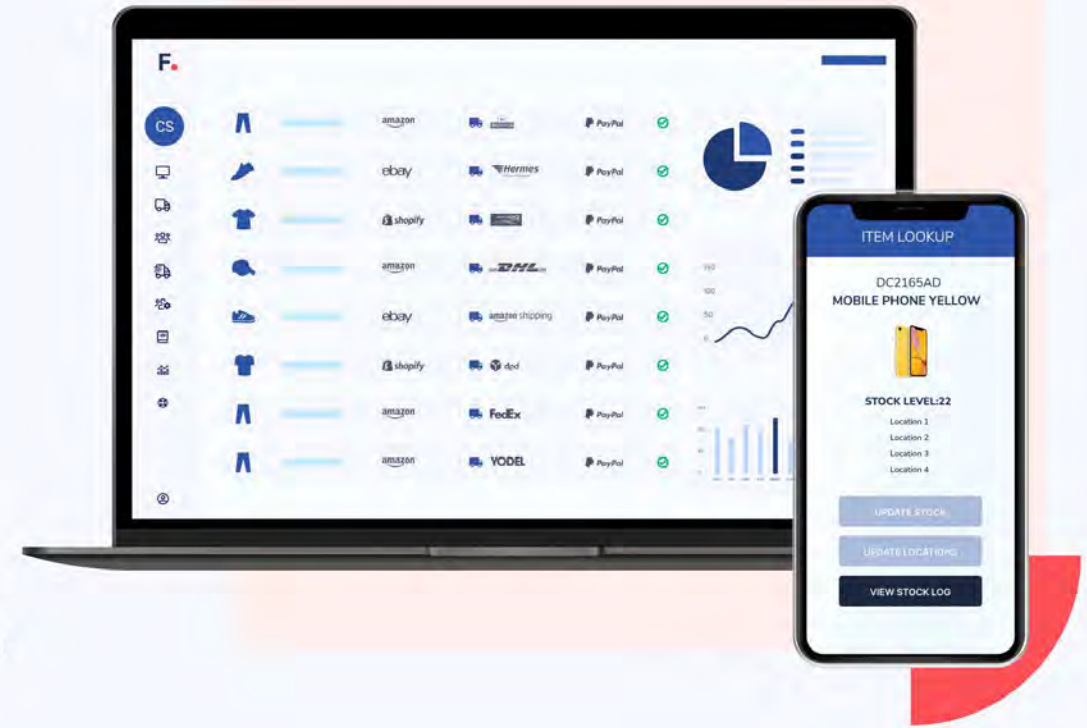 F.
CS
amazon PayPal
ebay Hermes PayPal
shopify PayPal
amazon DHL PayPal
ebay amazon shipping PayPal
shopify dpd PayPal
amazon FedEx PayPal
amazon YODEL PayPal
100
50
0
ITEM LOOKUP
DC2165AD
MOBILE PHONE YELLOW
STOCK LEVEL:22
Location 1
Location 2
Location 3
Location 4
UPDATE STOCK
UPDATE LOCATIONS
VIEW STOCK LOG